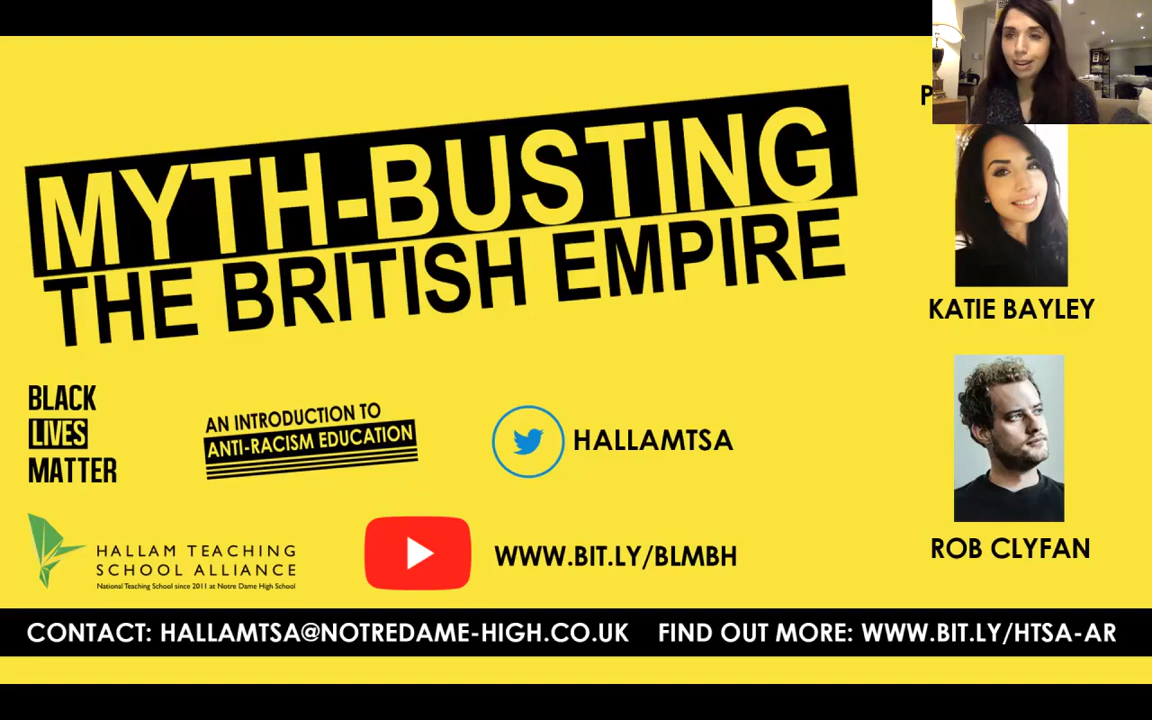 MYTH-BUSTING
THE BRITISH EMPIRE
P
KATIE BAYLEY
ROB CLYFAN
BLACK
LIVES
MATTER
AN INTRODUCTION TO
ANTI-RACISM EDUCATION
HALLAMTSA
HALLAM TEACHING
SCHOOL ALLIANCE
National Teaching School since 2011 at Notre Dame High School
WWW.BIT.LY/BLMBH
CONTACT: HALLAMTSA@NOTREDAME-HIGH.CO.UK FIND OUT MORE: WWW.BIT.LY/HTSA-AR